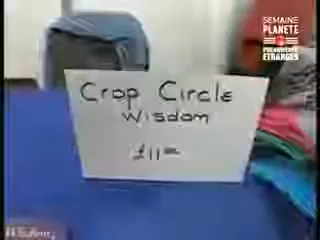 SEMAINE
PLANETE
PHENOMENES
ETRANGES
Crop Circle
Wisdom